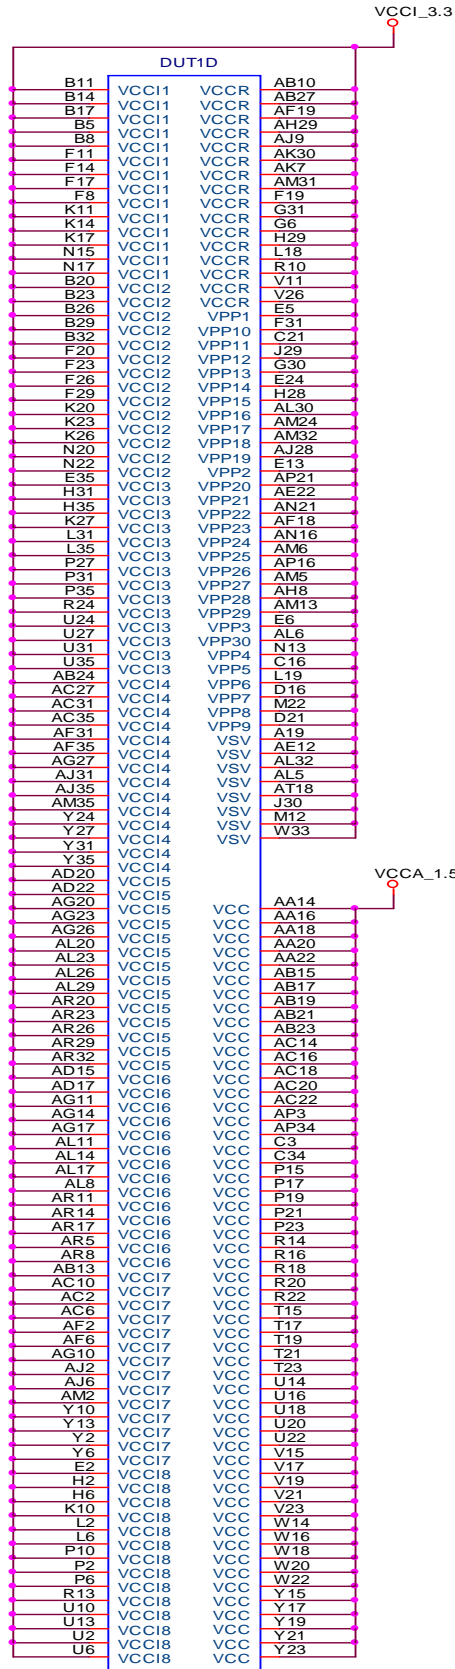 VCCI_3.3
DUT1D
B11 VCCI1 VCCR AB10
B14 VCCI1 VCCR AB27
B17 VCCI1 VCCR AF19
B5 VCCI1 VCCR AH29
B8 VCCI1 VCCR AJ9
F11 VCCI1 VCCR AK30
F14 VCCI1 VCCR AK7
F17 VCCI1 VCCR AM31
F8 VCCI1 VCCR F19
K11 VCCI1 VCCR G31
K14 VCCI1 VCCR G6
K17 VCCI1 VCCR H29
N15 VCCI1 VCCR L18
N17 VCCI1 VCCR R10
B20 VCCI2 VCCR V11
B23 VCCI2 VCCR V26
B26 VCCI2 VPP1 E5
B29 VCCI2 VPP10 F31
B32 VCCI2 VPP11 C21
F20 VCCI2 VPP12 J29
F23 VCCI2 VPP13 G30
F26 VCCI2 VPP14 E24
F29 VCCI2 VPP15 H28
K20 VCCI2 VPP16 AL30
K23 VCCI2 VPP17 AM24
K26 VCCI2 VPP18 AM32
N20 VCCI2 VPP19 AJ28
N22 VCCI2 VPP2 E13
E35 VCCI3 VPP20 AP21
H31 VCCI3 VPP21 AE22
H35 VCCI3 VPP22 AN21
K27 VCCI3 VPP23 AF18
L31 VCCI3 VPP24 AN16
L35 VCCI3 VPP25 AM6
P27 VCCI3 VPP26 AP16
P31 VCCI3 VPP27 AM5
P35 VCCI3 VPP28 AH8
R24 VCCI3 VPP29 AM13
U24 VCCI3 VPP3 E6
U27 VCCI3 VPP30 AL6
U31 VCCI3 VPP4 N13
U35 VCCI3 VPP5 C16
AB24 VCCI4 VPP6 L19
AC27 VCCI4 VPP7 D16
AC31 VCCI4 VPP8 M22
AC35 VCCI4 VPP9 D21
AF31 VCCI4 VSV A19
AF35 VCCI4 VSV AE12
AG27 VCCI4 VSV AL32
AJ31 VCCI4 VSV AL5
AJ35 VCCI4 VSV AT18
AM35 VCCI4 VSV J30
Y24 VCCI4 VSV M12
Y27 VCCI4 VSV W33
Y31 VCCI4
Y35 VCCI4
VCCA_1.5
AD20 VCCI5
AD22 VCCI5
AG20 VCCI5 VCC AA14
AG23 VCCI5 VCC AA16
AG26 VCCI5 VCC AA18
AL20 VCCI5 VCC AA20
AL23 VCCI5 VCC AA22
AL26 VCCI5 VCC AB15
AL29 VCCI5 VCC AB17
AR20 VCCI5 VCC AB19
AR23 VCCI5 VCC AB21
AR26 VCCI5 VCC AB23
AR29 VCCI5 VCC AC14
AR32 VCCI5 VCC AC16
AD15 VCCI6 VCC AC18
AD17 VCCI6 VCC AC20
AG11 VCCI6 VCC AC22
AG14 VCCI6 VCC AP3
AG17 VCCI6 VCC AP34
AL11 VCCI6 VCC C3
AL14 VCCI6 VCC C34
AL17 VCCI6 VCC P15
AL8 VCCI6 VCC P17
AR11 VCCI6 VCC P19
AR14 VCCI6 VCC P21
AR17 VCCI6 VCC P23
AR5 VCCI6 VCC R14
AR8 VCCI6 VCC R16
AB13 VCCI7 VCC R18
AC10 VCCI7 VCC R20
AC2 VCCI7 VCC R22
AC6 VCCI7 VCC T15
AF2 VCCI7 VCC T17
AF6 VCCI7 VCC T19
AG10 VCCI7 VCC T21
AJ2 VCCI7 VCC T23
AJ6 VCCI7 VCC U14
AM2 VCCI7 VCC U16
Y10 VCCI7 VCC U18
Y13 VCCI7 VCC U20
Y2 VCCI7 VCC U22
Y6 VCCI7 VCC V15
E2 VCCI8 VCC V17
H2 VCCI8 VCC V19
H6 VCCI8 VCC V21
K10 VCCI8 VCC V23
L2 VCCI8 VCC W14
L6 VCCI8 VCC W16
P10 VCCI8 VCC W18
P2 VCCI8 VCC W20
P6 VCCI8 VCC W22
R13 VCCI8 VCC Y15
U10 VCCI8 VCC Y17
U13 VCCI8 VCC Y19
U2 VCCI8 VCC Y21
U6 VCCI8 VCC Y23